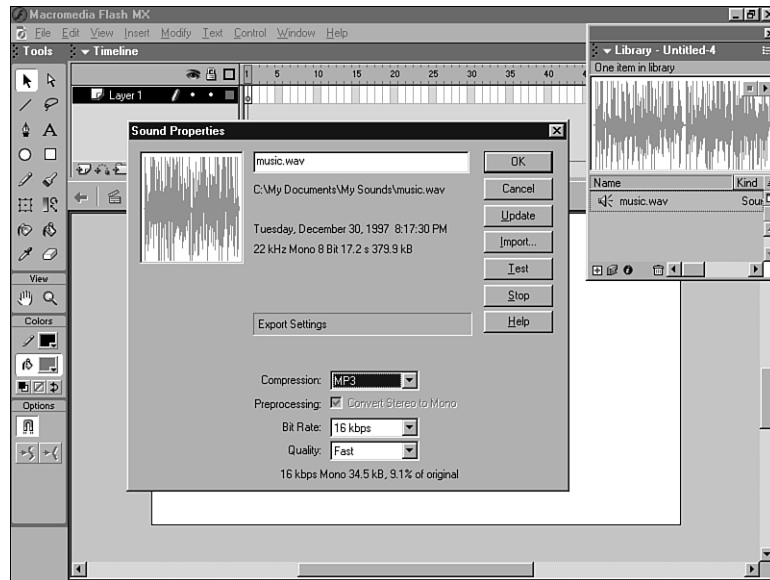 Macromedia Flash MX
File Edit View Insert Modify Text Control Window Help
Tools
Timeline
1 5 10 15 20 25 30 35 40
Layer 1
Library - Untitled-4
One item in library
Name Kind
music.wav
Sound Properties
music.wav
C:\My Documents\My Sounds\music.wav
Tuesday, December 30, 1997 8:17:30 PM
22 kHz Mono 8 Bit 17.2 s 379.9 kB
OK
Cancel
Update
Import...
Test
Stop
Help
Export Settings
Compression: MP3
Preprocessing: Convert Stereo to Mono
Bit Rate: 16 kbps
Quality: Fast
16 kbps Mono 34.5 kB, 9.1% of original
View
Colors
Options